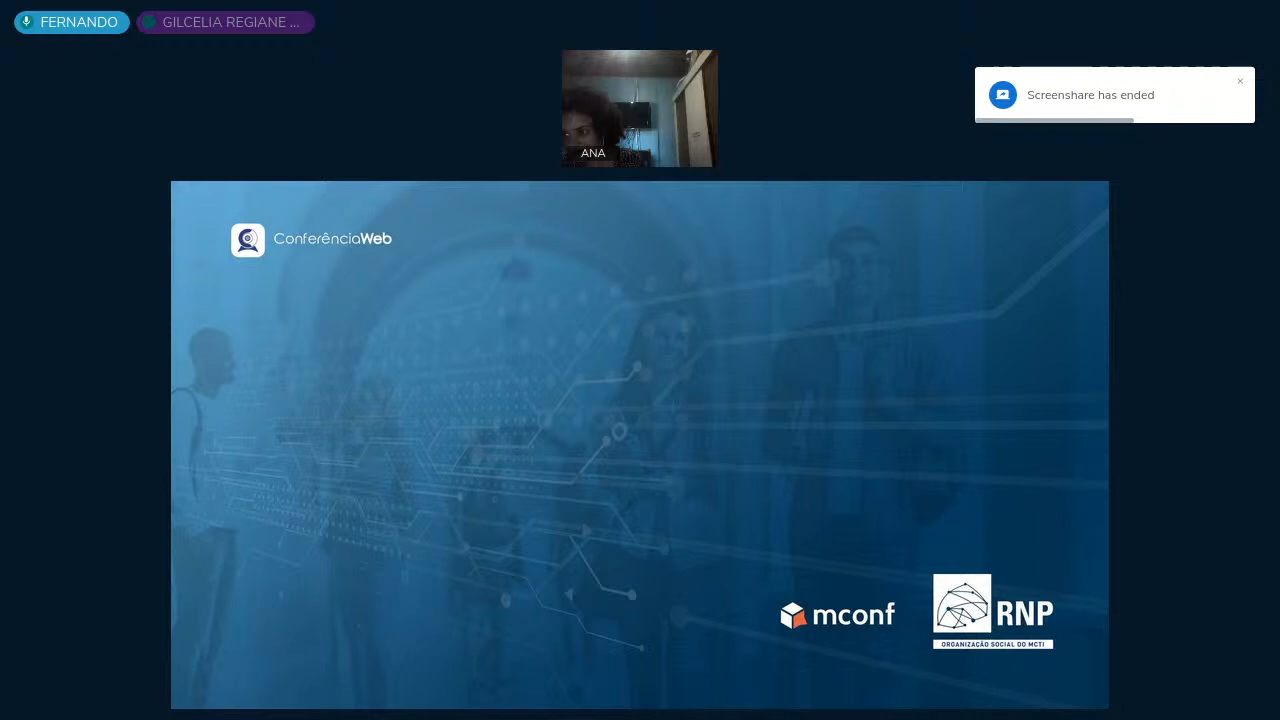 FERNANDO
GILCELIA REGIANE ...
Screenshare has ended
ANA
ConferênciaWeb
mconf
RNP
ORGANIZAÇÃO SOCIAL DO MCTI